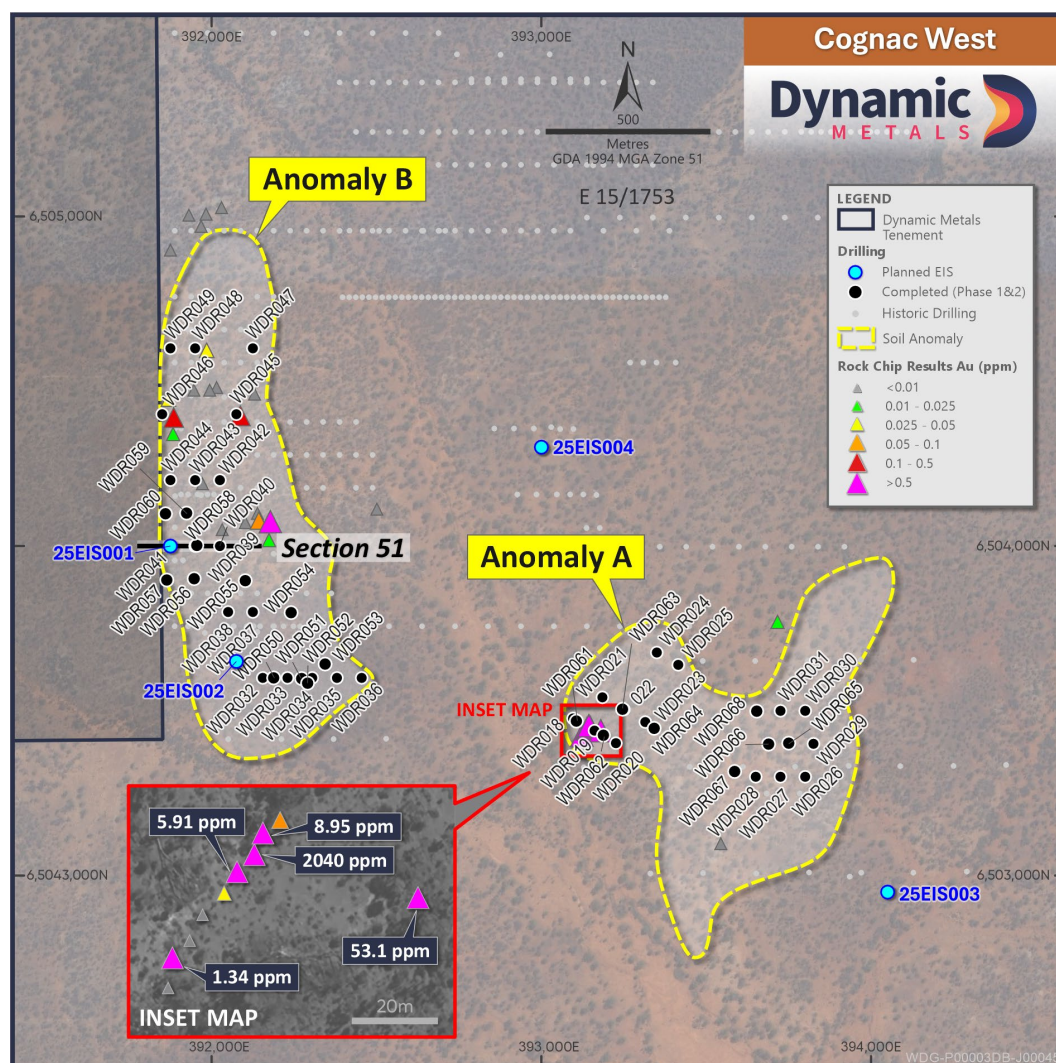 392,000E
393,000E
Cognac West
Dynamic
METALS
N
500
Metres
GDA 1994 MGA Zone 51
E 15/1753
Anomaly B
6,505,000N
LEGEND
Dynamic Metals
Tenement
Drilling
Planned EIS
Completed (Phase 1&2)
Historic Drilling
Soil Anomaly
Rock Chip Results Au (ppm)
<0.01
0.01 - 0.025
0.025 - 0.05
0.05 - 0.1
0.1 - 0.5
>0.5
WDR049
WDR048
WDR047
WDR046
WDR045
WDR044
WDR043
WDR042
WDR059
WDR060
WDR058
WDR040
25EIS004
25EIS001
Section 51
WDR041
WDR039
6,504,000N
Anomaly A
WDR057
WDR056
WDR055
WDR054
WDR038
WDR037
WDR050
WDR051
WDR052
WDR053
25EIS002
WDR032
WDR033
WDR034
WDR035
WDR036
WDR063
WDR024
WDR025
WDR061
WDR021
022
WDR023
WDR064
INSET MAP
WDR018
WDR019
WDR062
WDR020
WDR031
WDR030
WDR065
WDR068
WDR066
WDR029
WDR067
WDR028
WDR027
WDR026
5.91 ppm
8.95 ppm
2040 ppm
53.1 ppm
1.34 ppm
20m
INSET MAP
6,5043,000N
6,503,000N
25EIS003
392,000E
393,000E
394,000E